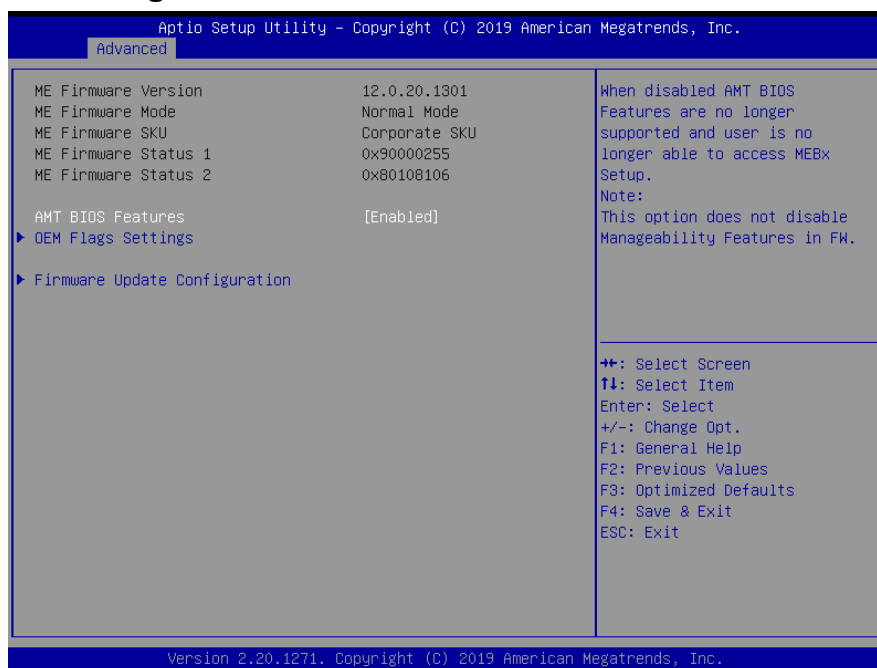 Aptio Setup Utility – Copyright (C) 2019 American Megatrends, Inc.
Advanced
ME Firmware Version 12.0.20.1301
ME Firmware Mode Normal Mode
ME Firmware SKU Corporate SKU
ME Firmware Status 1 0x90000255
ME Firmware Status 2 0x80108106
AMT BIOS Features [Enabled]
OEM Flags Settings
Firmware Update Configuration
When disabled AMT BIOS
Features are no longer
supported and user is no
longer able to access MEBx
Setup.
Note:
This option does not disable
Manageability Features in FW.
→←: Select Screen
↑↓: Select Item
Enter: Select
+/-: Change Opt.
F1: General Help
F2: Previous Values
F3: Optimized Defaults
F4: Save & Exit
ESC: Exit
Version 2.20.1271. Copyright (C) 2019 American Megatrends, Inc.